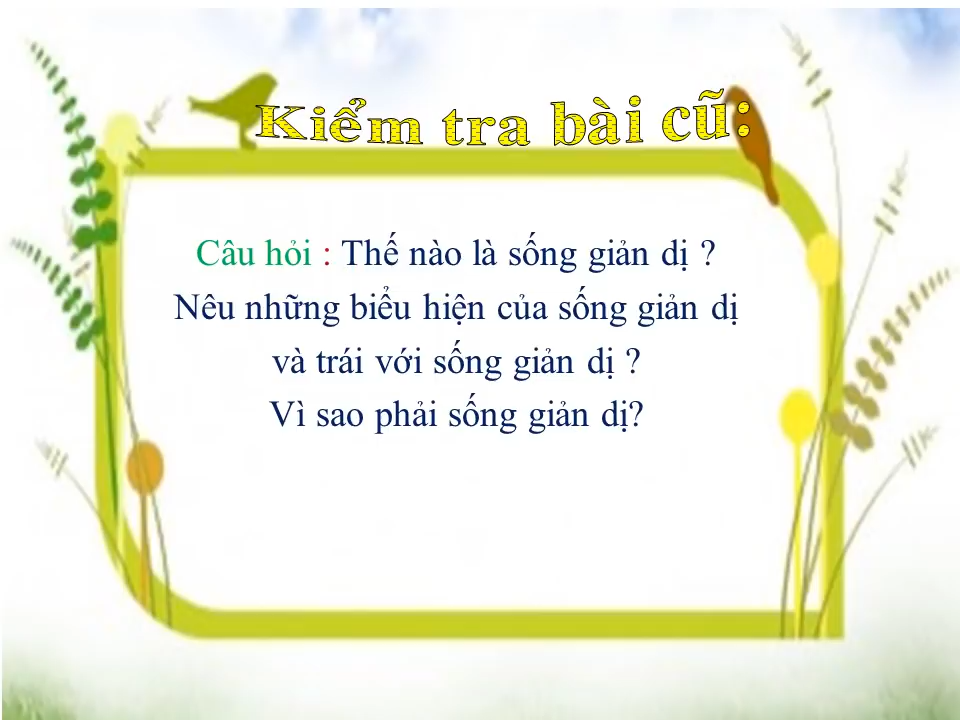 Kiểm tra bài cũ:
Câu hỏi : Thế nào là sống giản dị ?
Nêu những biểu hiện của sống giản dị
và trái với sống giản dị ?
Vì sao phải sống giản dị?